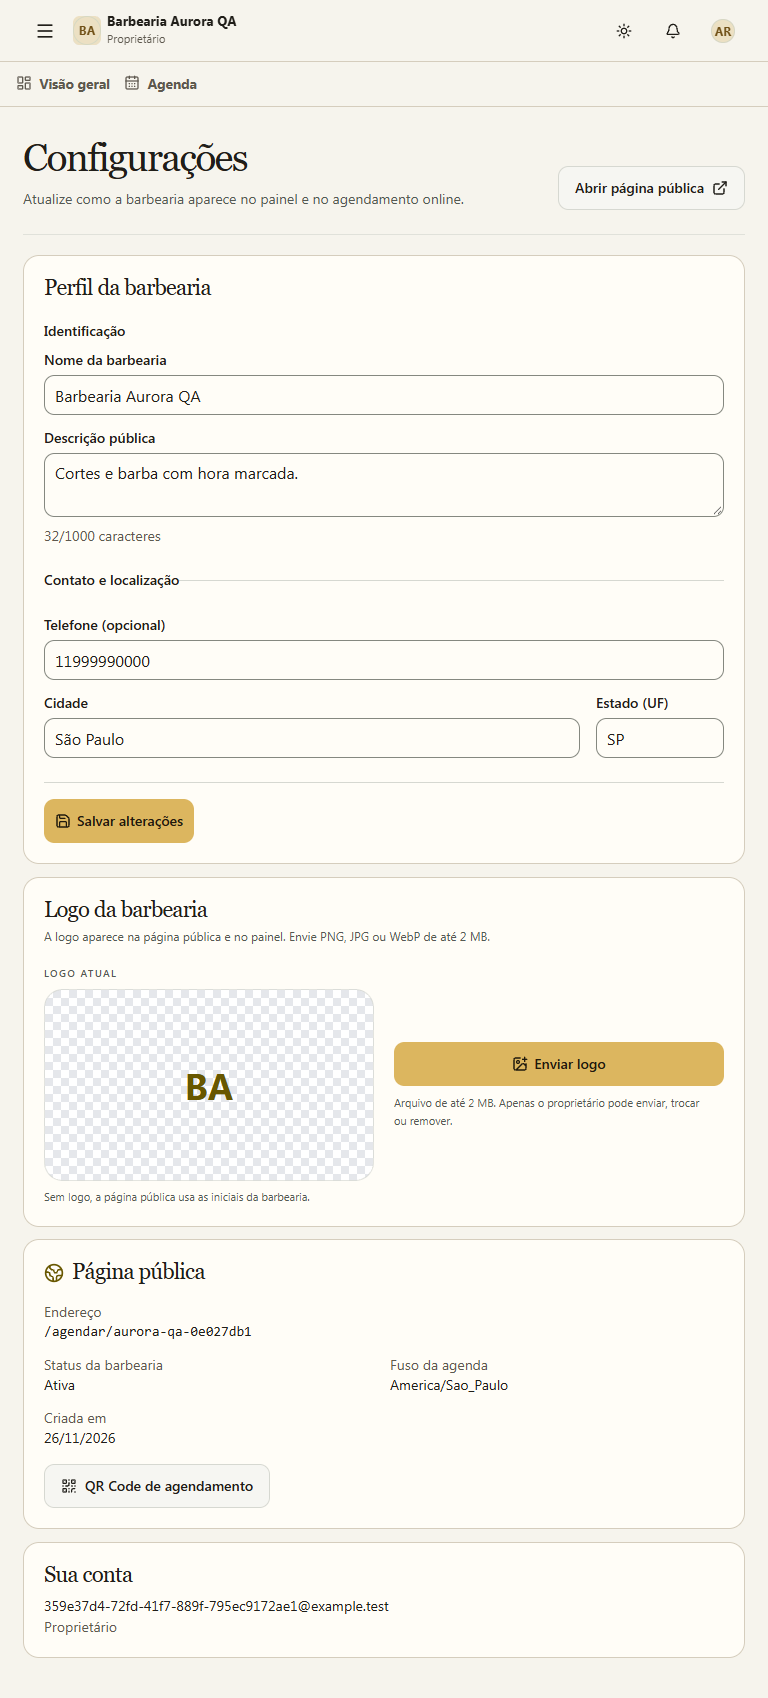 BA
Barbearia Aurora QA
Proprietário
AR
Visão geral
Agenda
Configurações
Atualize como a barbearia aparece no painel e no agendamento online.
Abrir página pública
Perfil da barbearia
Identificação
Nome da barbearia
Barbearia Aurora QA
Descrição pública
Cortes e barba com hora marcada.
32/1000 caracteres
Contato e localização
Telefone (opcional)
11999990000
Cidade
Estado (UF)
São Paulo
SP
Salvar alterações
Logo da barbearia
A logo aparece na página pública e no painel. Envie PNG, JPG ou WebP de até 2 MB.
LOGO ATUAL
BA
Enviar logo
Arquivo de até 2 MB. Apenas o proprietário pode enviar, trocar
ou remover.
Sem logo, a página pública usa as iniciais da barbearia.
Página pública
Endereço
/agendar/aurora-qa-0e027db1
Status da barbearia
Fuso da agenda
Ativa
America/Sao_Paulo
Criada em
26/11/2026
QR Code de agendamento
Sua conta
359e37d4-72fd-41f7-889f-795ec9172ae1@example.test
Proprietário